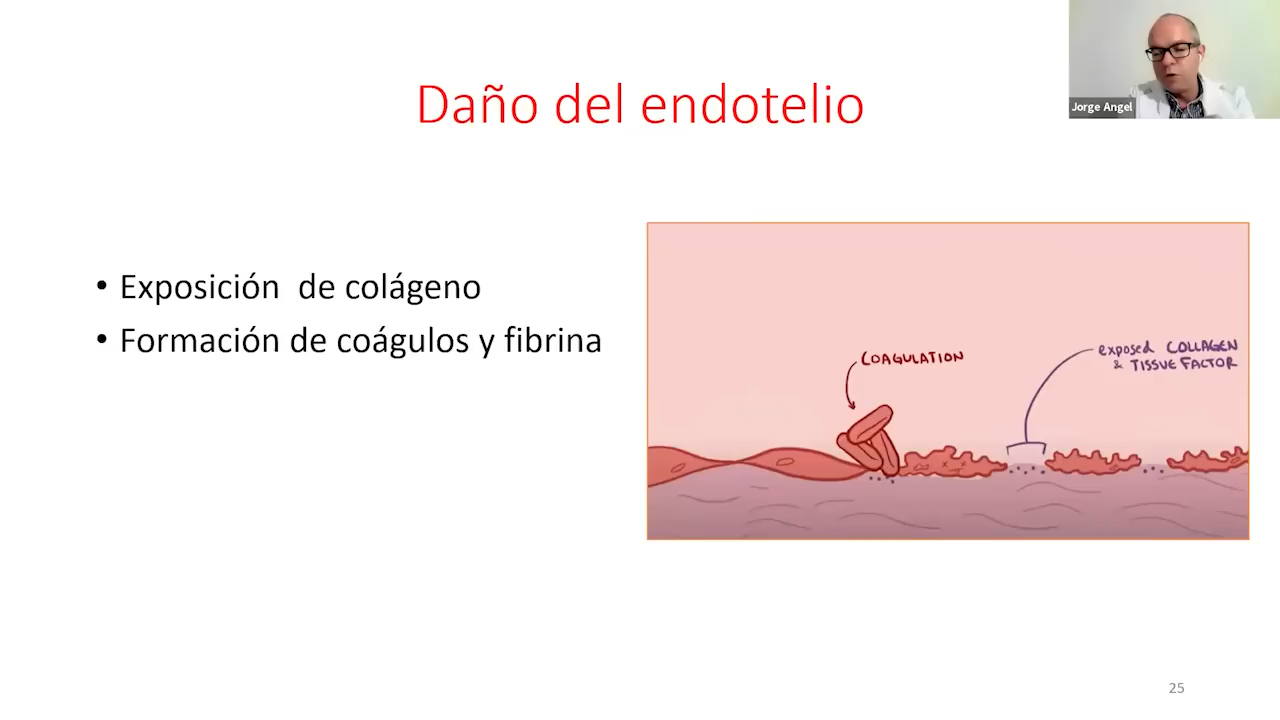 Jorge Angel
Daño del endotelio
• Exposición de colágeno
• Formación de coágulos y fibrina
COAGULATION
exposed COLLAGEN
& TISSUE FACTOR
25